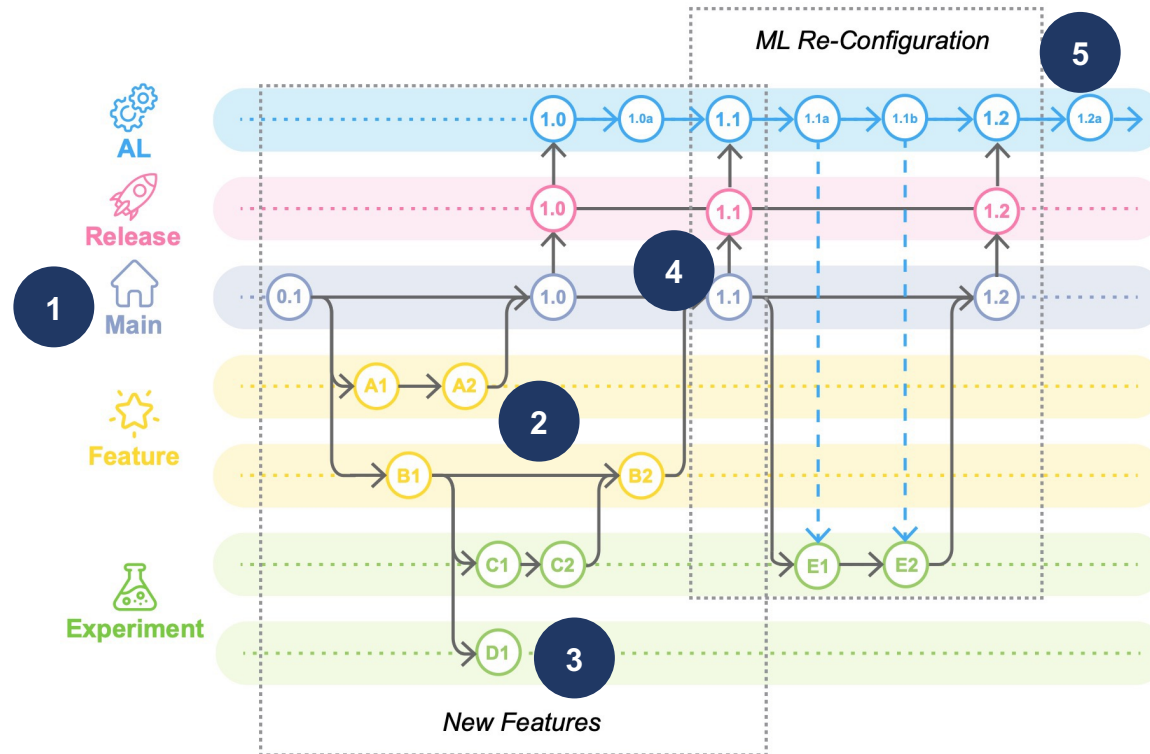 ML Re-Configuration
5
AL
1.0
1.0a
1.1
1.1a
1.1b
1.2
1.2a
Release
1.0
1.1
1.2
1
Main
0.1
1.0
4
1.1
1.2
Feature
A1
A2
2
B1
B2
Experiment
C1
C2
E1
E2
D1
3
New Features